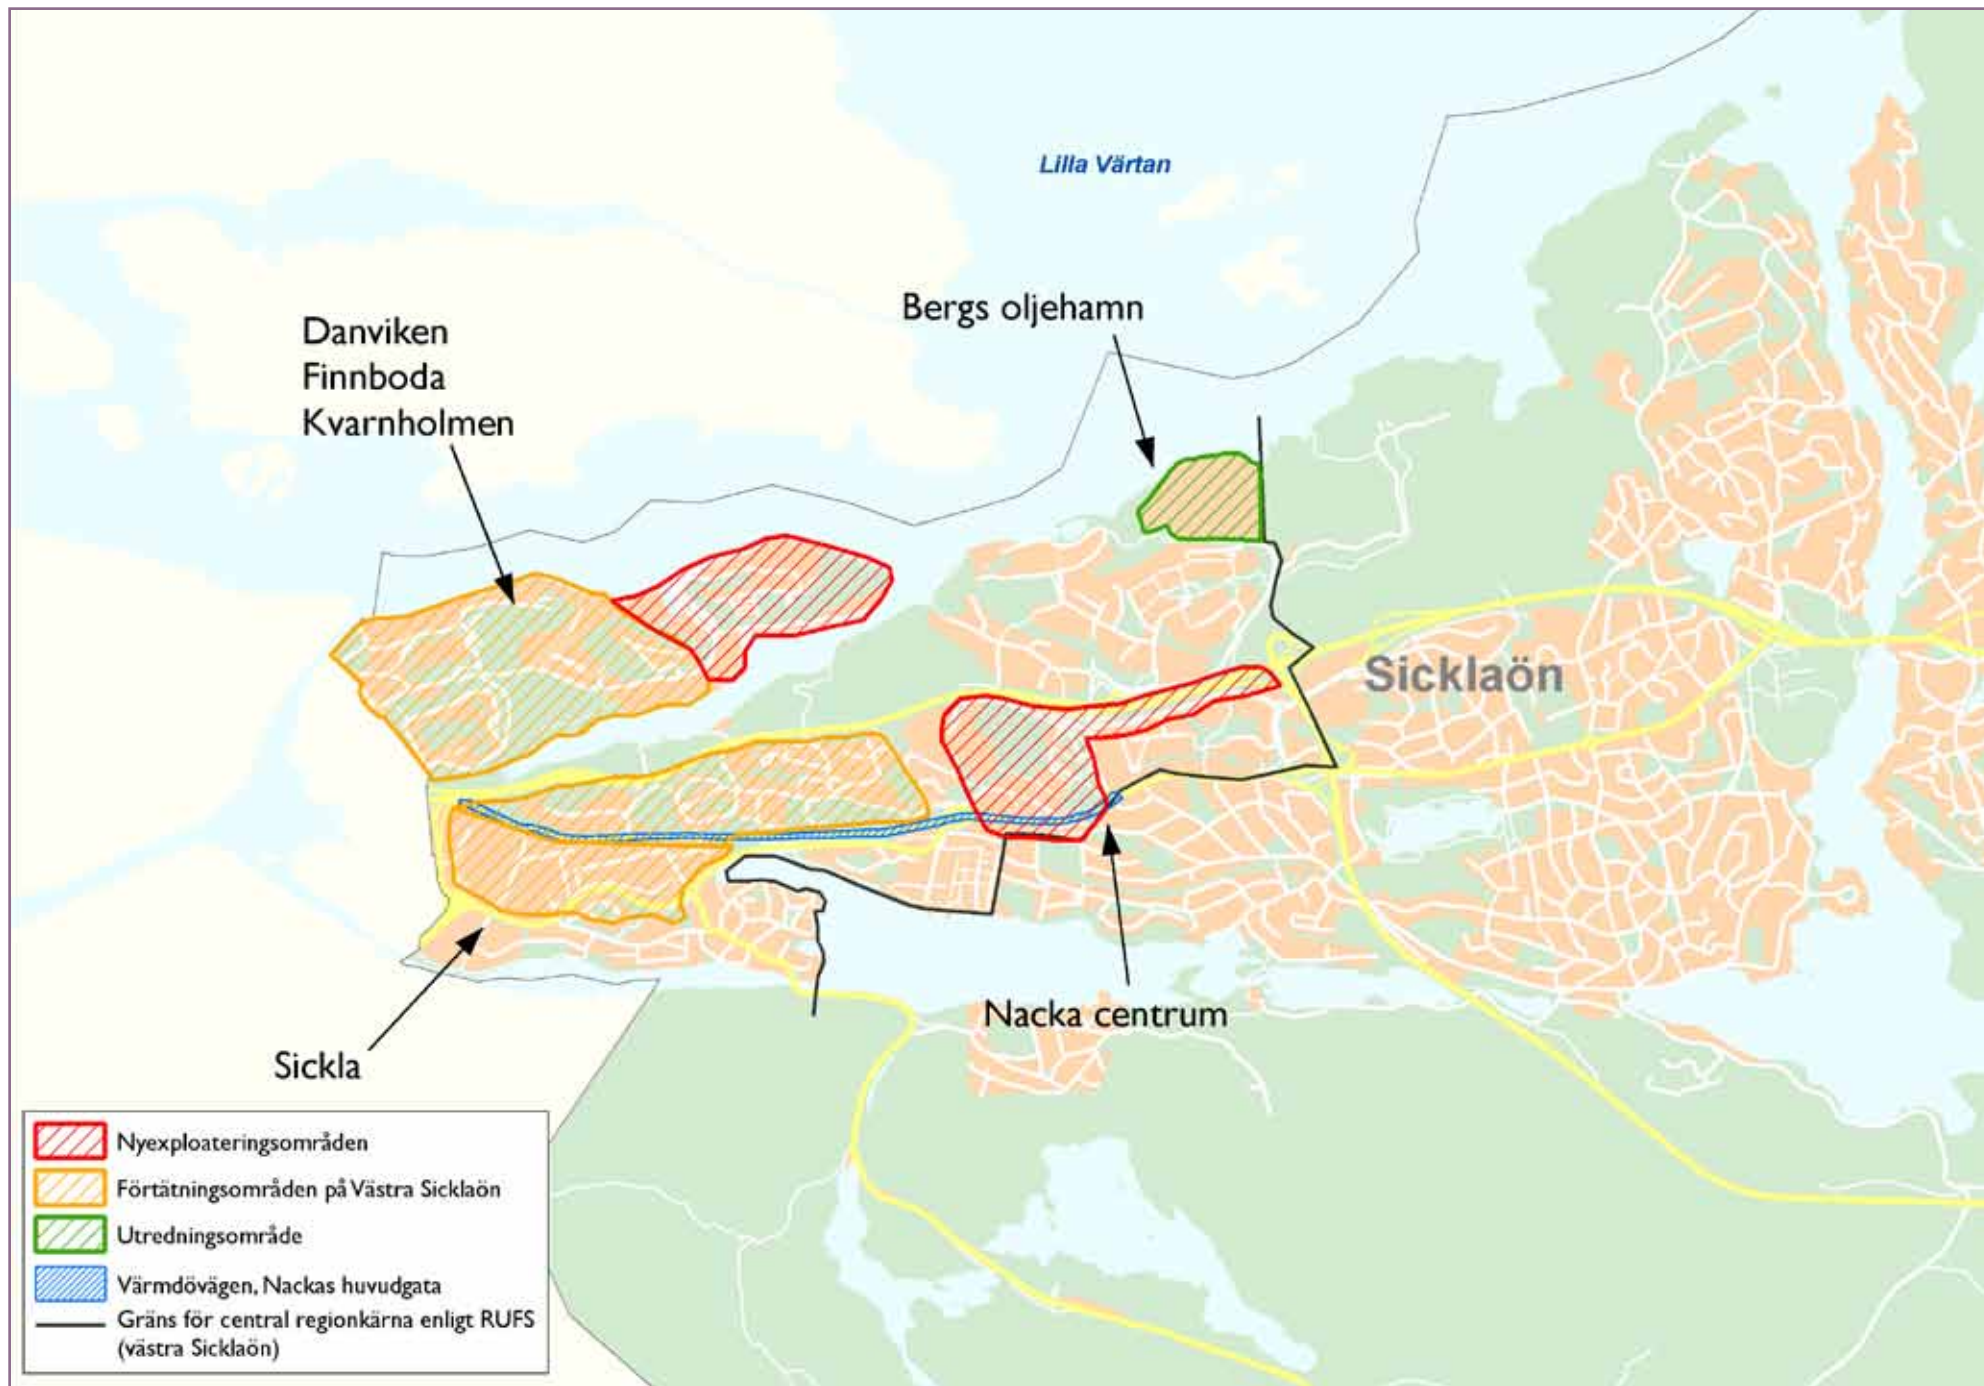 Lilla Värtan
Bergs oljehamn
Danviken
Finnboda
Kvarnholmen
Sicklaön
Nacka centrum
Sickla
Nyexploateringsområden
Förtätningsområden på Västra Sicklaön
Utredningsområde
Värmdövägen, Nackas huvudgata
Gräns för central regionkärna enligt RUFS
(västra Sicklaön)